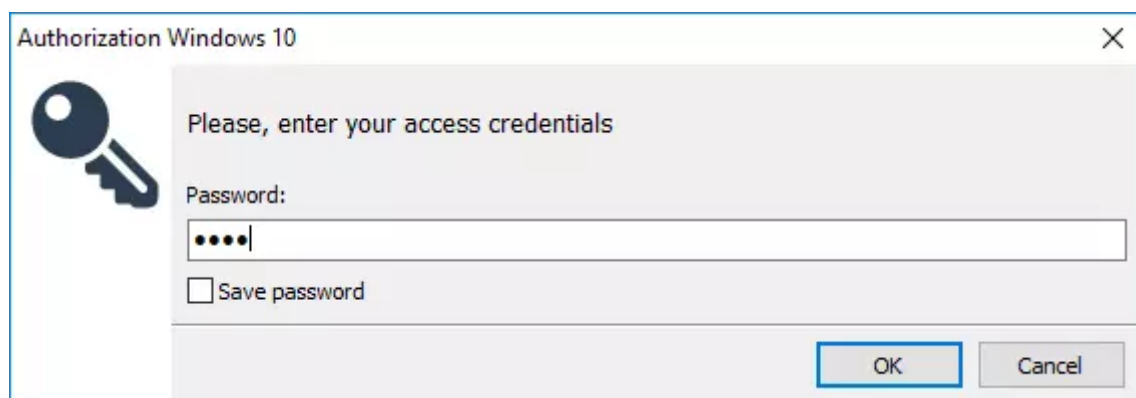 Authorization Windows 10
Please, enter your access credentials
Password:
••••
Save password
OK
Cancel